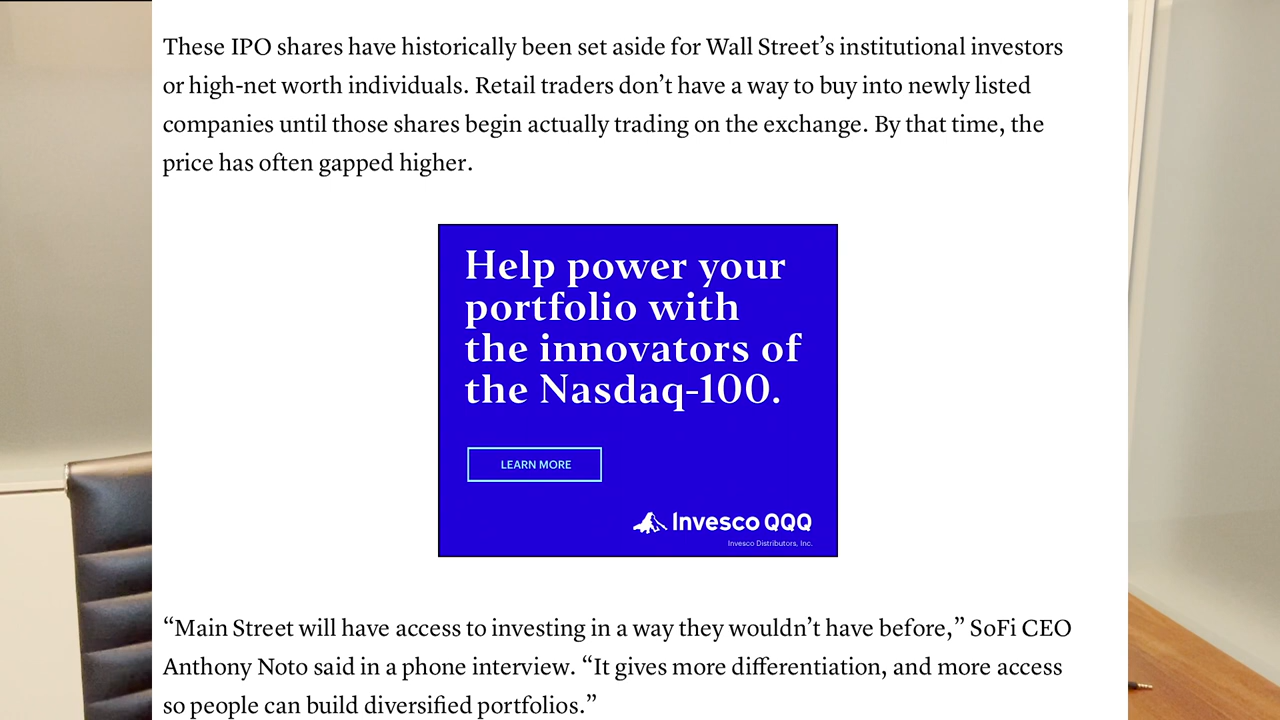 These IPO shares have historically been set aside for Wall Street’s institutional investors
or high-net worth individuals. Retail traders don’t have a way to buy into newly listed
companies until those shares begin actually trading on the exchange. By that time, the
price has often gapped higher.
Help power your
portfolio with
the innovators of
the Nasdaq-100.
LEARN MORE
Invesco QQQ
Invesco Distributors, Inc.
“Main Street will have access to investing in a way they wouldn’t have before,” SoFi CEO
Anthony Noto said in a phone interview. “It gives more differentiation, and more access
so people can build diversified portfolios.”